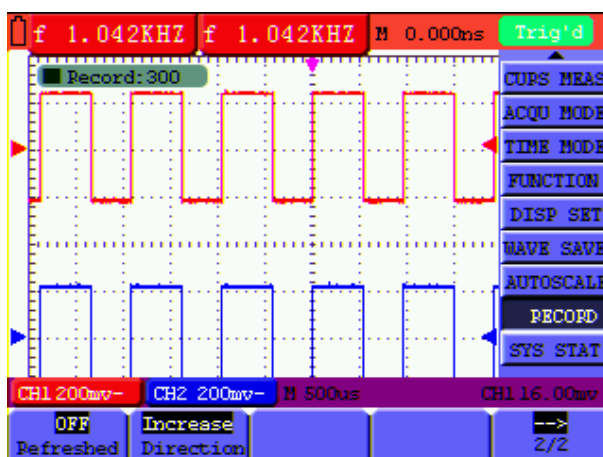 f 1.042KHZ f 1.042KHZ M 0.000ns Trig'd
Record:300
CURS MEAS
ACQU MODE
TIME MODE
FUNCTION
DISP SET
WAVE SAVE
AUTOSCALE
RECORD
SYS STAT
CH1 200mv- CH2 200mv- M 500us CH1 16.00mv
OFF Increase -->
Refreshed Direction 2/2